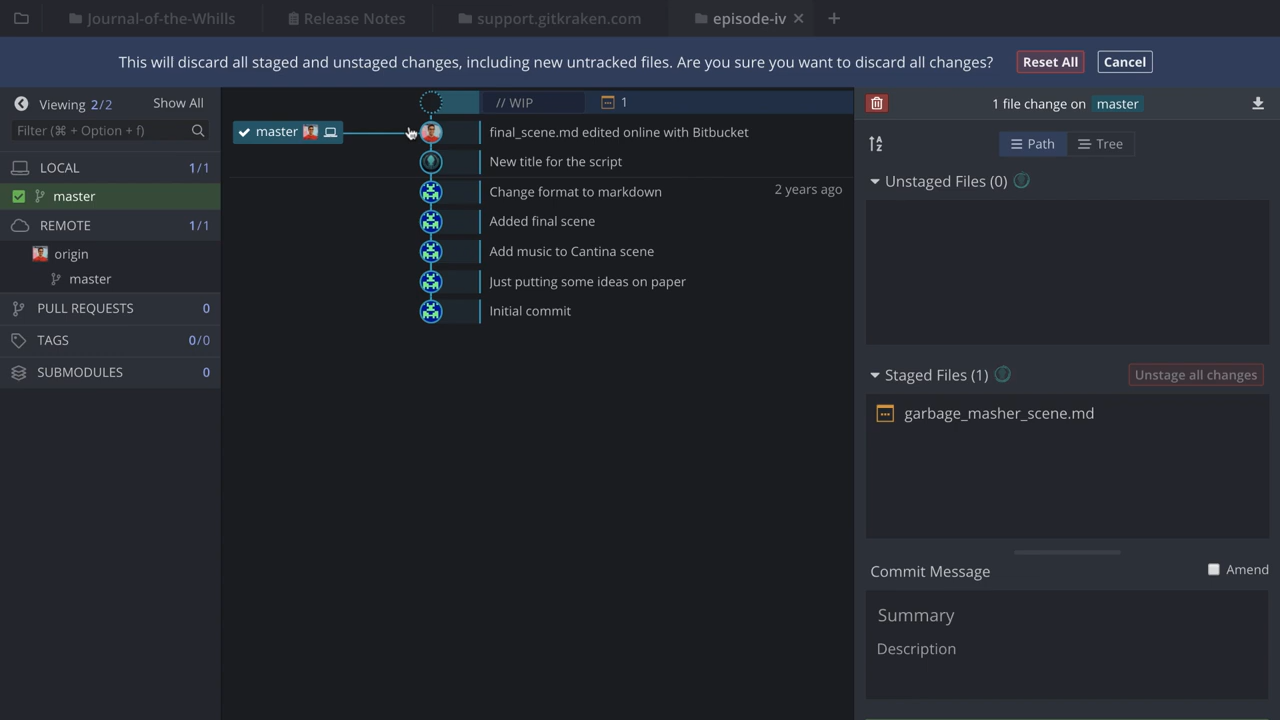 Journal-of-the-Whills
Release Notes
support.gitkraken.com
episode-iv
This will discard all staged and unstaged changes, including new untracked files. Are you sure you want to discard all changes?
Reset All
Cancel
Viewing 2/2
Show All
Filter (⌘ + Option + f)
LOCAL 1/1
master
REMOTE 1/1
origin
master
PULL REQUESTS 0
TAGS 0/0
SUBMODULES 0
// WIP
1
master
final_scene.md edited online with Bitbucket
New title for the script
Change format to markdown
2 years ago
Added final scene
Add music to Cantina scene
Just putting some ideas on paper
Initial commit
1 file change on master
Path
Tree
Unstaged Files (0)
Staged Files (1)
Unstage all changes
garbage_masher_scene.md
Commit Message
Amend
Summary
Description